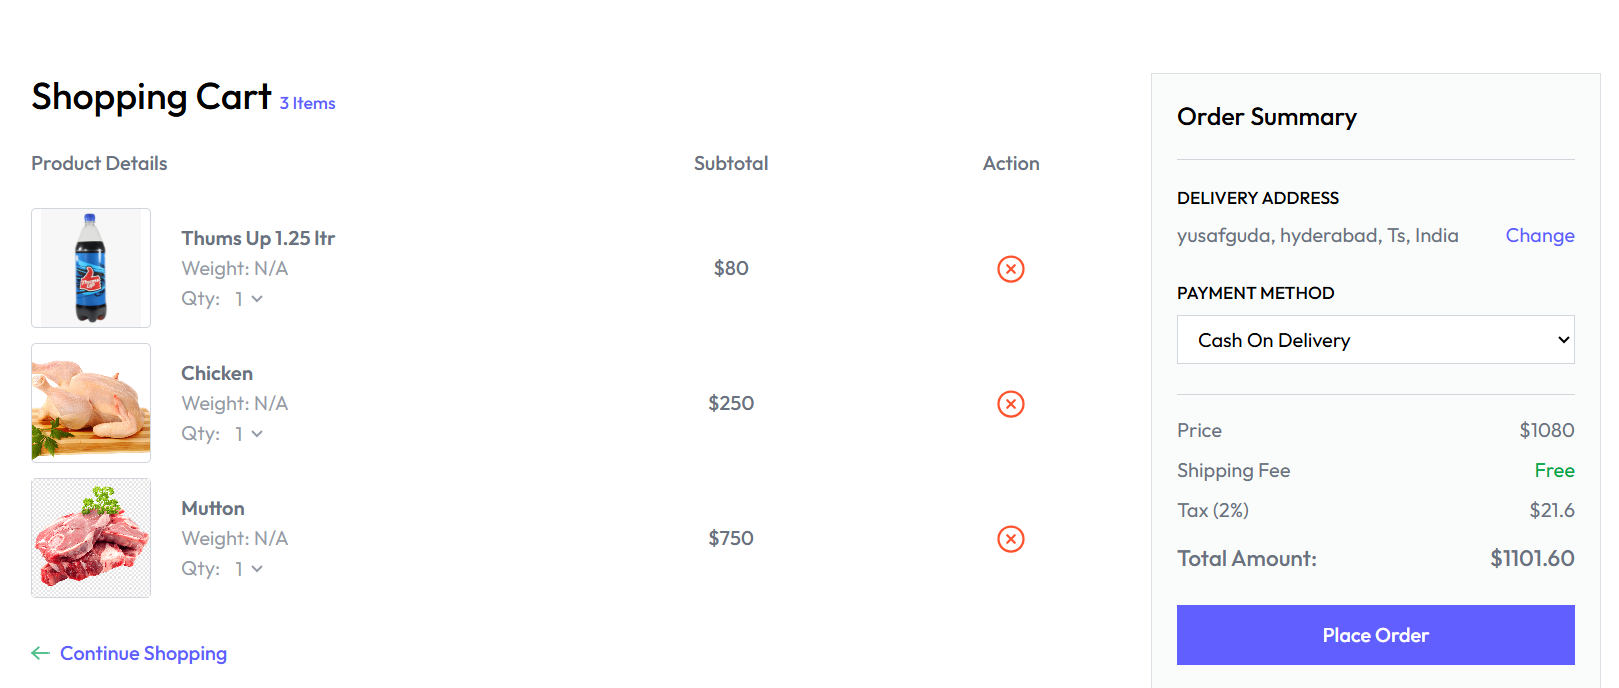 Shopping Cart 3 Items
Product Details Subtotal Action
Thums Up 1.25 ltr
Weight: N/A
Qty: 1
$80
Chicken
Weight: N/A
Qty: 1
$250
Mutton
Weight: N/A
Qty: 1
$750
Continue Shopping
Order Summary
DELIVERY ADDRESS
yusafguda, hyderabad, Ts, India Change
PAYMENT METHOD
Cash On Delivery
Price $1080
Shipping Fee Free
Tax (2%) $21.6
Total Amount: $1101.60
Place Order